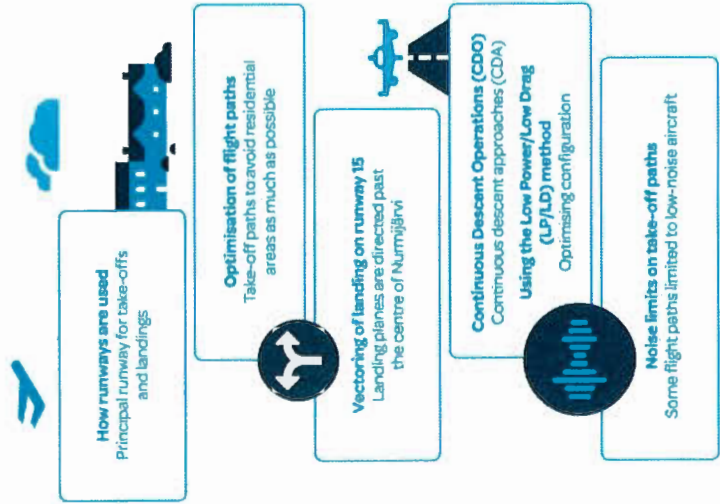 How runways are used
Principal runway for take-offs
and landings
Optimisation of flight paths
Take-off paths to avoid residential
areas as much as possible
Vectoring of landing on runway 15
Landing planes are directed past
the centre of Nurmijärvi
Continuous Descent Operations (CDO)
Continuous descent approaches (CDA)
Using the Low Power/Low Drag
(LP/LD) method
Optimising configuration
Noise limits on take-off paths
Some flight paths limited to low-noise aircraft